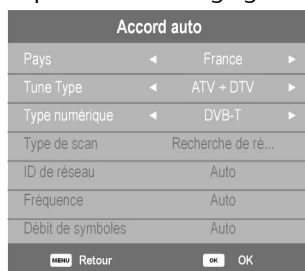 Accord auto
Pays ◄ France ►
Tune Type ◄ ATV + DTV ►
Type numérique ◄ DVB-T ►
Type de scan Recherche de ré...
ID de réseau Auto
Fréquence Auto
Débit de symboles Auto
MENU Retour OK OK